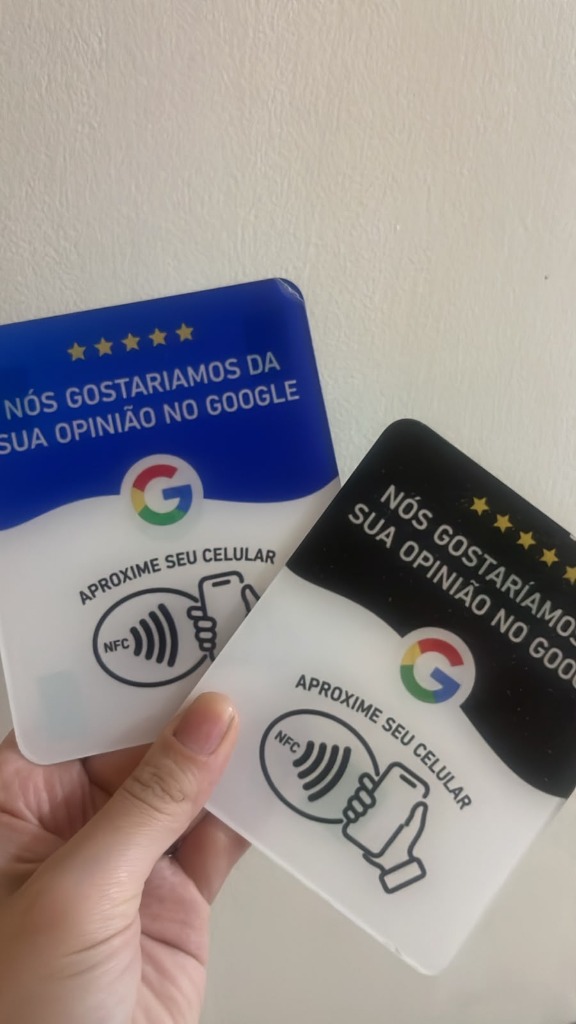 NÓS GOSTARIAMOS DA
SUA OPINIÃO NO GOOGLE
G
APROXIME SEU CELULAR
NFC
NÓS GOSTARÍAMOS
SUA OPINIÃO NO
G
APROXIME SEU CELULAR
NFC